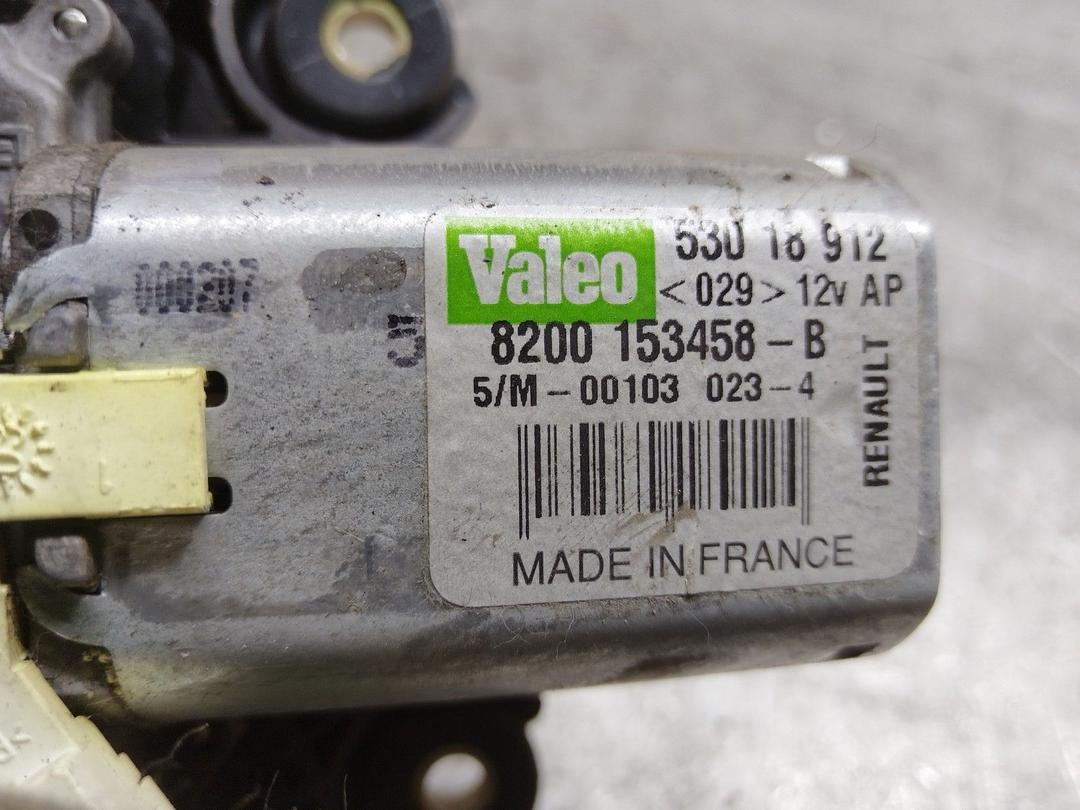 Valeo
530 18 912
<029> 12v AP
8200 153458 - B
5/M - 00103 023 - 4
RENAULT
MADE IN FRANCE